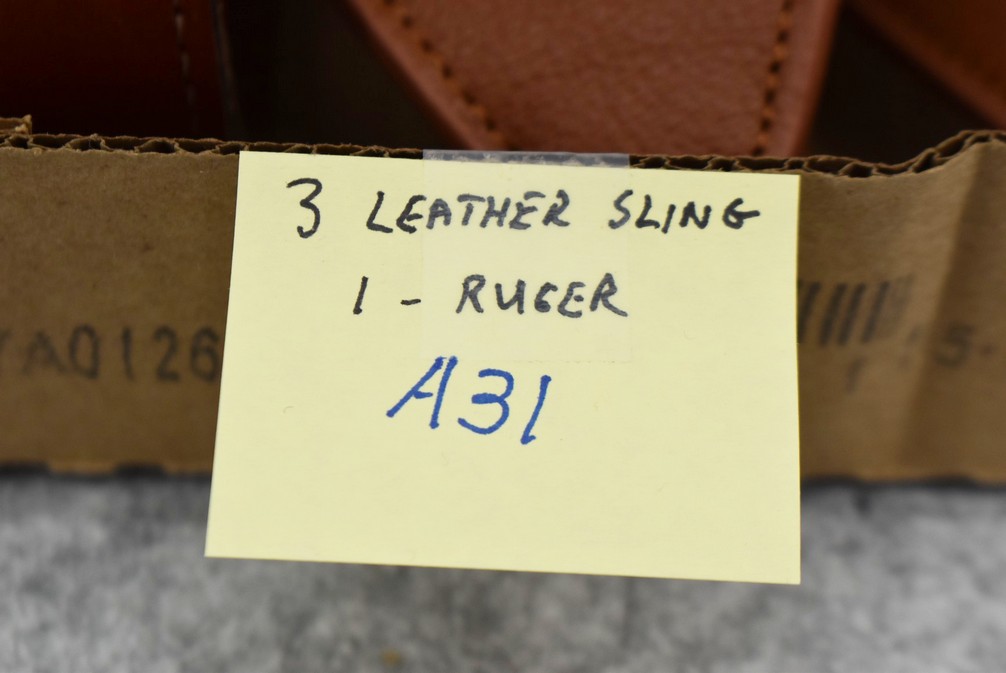 3 LEATHER SLING
1 - RUGER
A31
YA0126